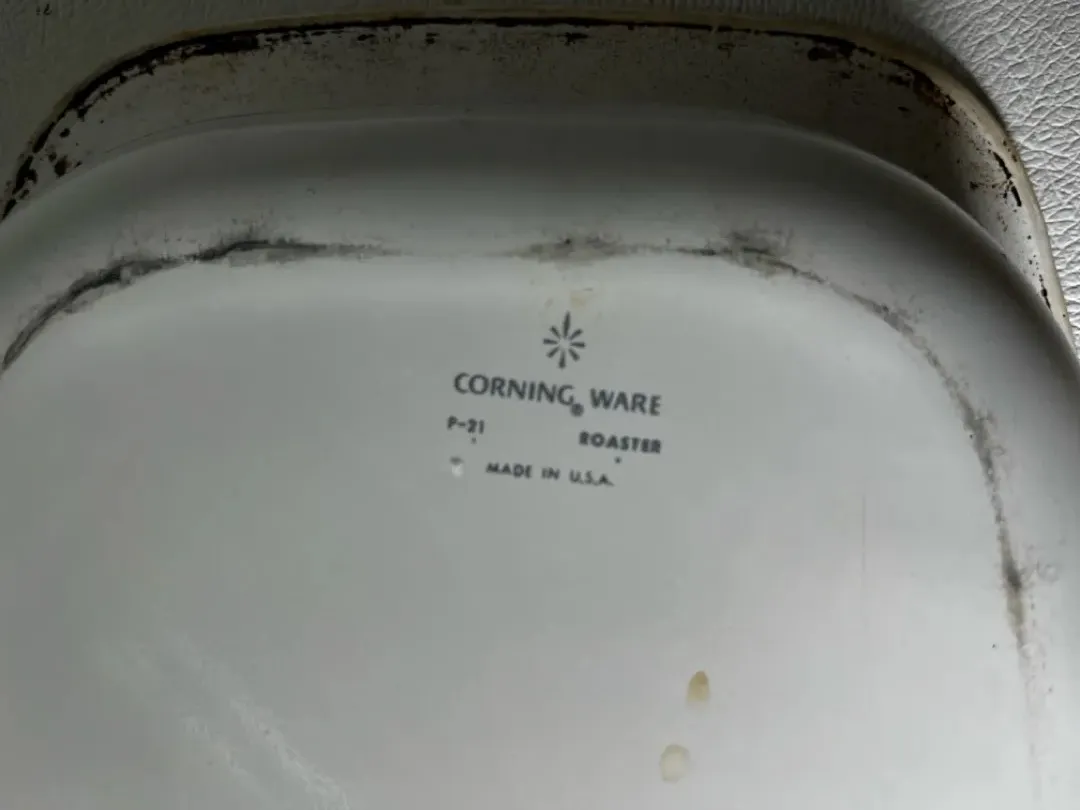 CORNING® WARE
P-21 ROASTER
MADE IN U.S.A.